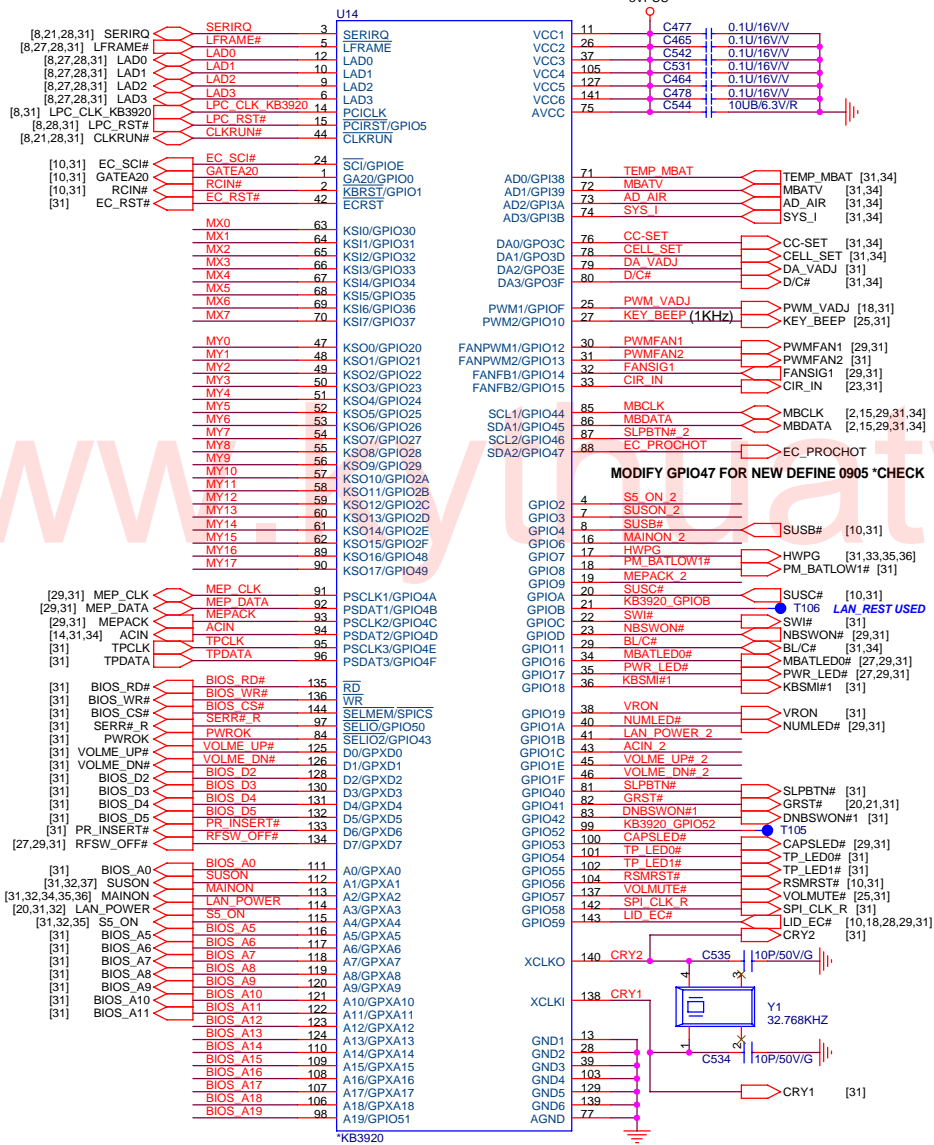 U14
[8,21,28,31] SERIRQ SERIRQ 3 SERIRQ
[8,27,28,31] LFRAME# LFRAME# 5 LFRAME
[8,27,28,31] LAD0 LAD0 12 LAD0
[8,27,28,31] LAD1 LAD1 10 LAD1
[8,27,28,31] LAD2 LAD2 9 LAD2
[8,27,28,31] LAD3 LAD3 6 LAD3
[8,31] LPC_CLK_KB3920 LPC_CLK_KB3920 14 PCICLK
[8,28,31] LPC_RST# LPC_RST# 15 PCIRST/GPIO5
[8,21,28,31] CLKRUN# CLKRUN# 44 CLKRUN
[10,31] EC_SCI# EC_SCI# 24 SCI/GPIOE
[10,31] GATEA20 GATEA20 1 GA20/GPIO0
[10,31] RCIN# RCIN# 2 KBRST/GPIO1
[31] EC_RST# EC_RST# 42 ECRST
MX0 63 KSI0/GPIO30
MX1 64 KSI1/GPIO31
MX2 65 KSI2/GPIO32
MX3 66 KSI3/GPIO33
MX4 67 KSI4/GPIO34
MX5 68 KSI5/GPIO35
MX6 69 KSI6/GPIO36
MX7 70 KSI7/GPIO37
MY0 47 KSO0/GPIO20
MY1 48 KSO1/GPIO21
MY2 49 KSO2/GPIO22
MY3 50 KSO3/GPIO23
MY4 51 KSO4/GPIO24
MY5 52 KSO5/GPIO25
MY6 53 KSO6/GPIO26
MY7 54 KSO7/GPIO27
MY8 55 KSO8/GPIO28
MY9 56 KSO9/GPIO29
MY10 57 KSO10/GPIO2A
MY11 58 KSO11/GPIO2B
MY12 59 KSO12/GPIO2C
MY13 60 KSO13/GPIO2D
MY14 61 KSO14/GPIO2E
MY15 62 KSO15/GPIO2F
MY16 89 KSO16/GPIO48
MY17 90 KSO17/GPIO49
[29,31] MEP_CLK MEP_CLK 91 PSCLK1/GPIO4A
[29,31] MEP_DATA MEP_DATA 92 PSDAT1/GPIO4B
[29,31] MEPACK MEPACK 93 PSCLK2/GPIO4C
[14,31,34] ACIN ACIN 94 PSDAT2/GPIO4D
[31] TPCLK TPCLK 95 PSCLK3/GPIO4E
[31] TPDATA TPDATA 96 PSDAT3/GPIO4F
[31] BIOS_RD# BIOS_RD# 135 RD
[31] BIOS_WR# BIOS_WR# 136 WR
[31] BIOS_CS# BIOS_CS# 144 SELMEM/SPICS
[31] SERR#_R SERR#_R 97 SELIO/GPIO50
[31] PWROK PWROK 84 SELIO2/GPIO43
[31] VOLME_UP# VOLME_UP# 125 D0/GPXD0
[31] VOLME_DN# VOLME_DN# 126 D1/GPXD1
[31] BIOS_D2 BIOS_D2 128 D2/GPXD2
[31] BIOS_D3 BIOS_D3 130 D3/GPXD3
[31] BIOS_D4 BIOS_D4 131 D4/GPXD4
[31] BIOS_D5 BIOS_D5 132 D5/GPXD5
[31] PR_INSERT# PR_INSERT# 133 D6/GPXD6
[27,29,31] RFSW_OFF# RFSW_OFF# 134 D7/GPXD7
[31] BIOS_A0 BIOS_A0 111 A0/GPXA0
[31,32,37] SUSON SUSON 112 A1/GPXA1
[31,32,34,35,36] MAINON MAINON 113 A2/GPXA2
[20,31,32] LAN_POWER LAN_POWER 114 A3/GPXA3
[31,32,35] S5_ON S5_ON 115 A4/GPXA4
[31] BIOS_A5 BIOS_A5 116 A5/GPXA5
[31] BIOS_A6 BIOS_A6 117 A6/GPXA6
[31] BIOS_A7 BIOS_A7 118 A7/GPXA7
[31] BIOS_A8 BIOS_A8 119 A8/GPXA8
[31] BIOS_A9 BIOS_A9 120 A9/GPXA9
[31] BIOS_A10 BIOS_A10 121 A10/GPXA10
[31] BIOS_A11 BIOS_A11 122 A11/GPXA11
BIOS_A12 123 A12/GPXA12
BIOS_A13 124 A13/GPXA13
BIOS_A14 110 A14/GPXA14
BIOS_A15 109 A15/GPXA15
BIOS_A16 108 A16/GPXA16
BIOS_A17 107 A17/GPXA17
BIOS_A18 106 A18/GPXA18
BIOS_A19 98 A19/GPIO51
*KB3920
VCC1 11 C477 0.1U/16V/V
VCC2 26 C465 0.1U/16V/V
VCC3 37 C542 0.1U/16V/V
VCC4 105 C531 0.1U/16V/V
VCC5 127 C464 0.1U/16V/V
VCC6 141 C478 0.1U/16V/V
AVCC 75 C544 10UB/6.3V/R
AD0/GPI38 71 TEMP_MBAT TEMP_MBAT [31,34]
AD1/GPI39 72 MBATV MBATV [31,34]
AD2/GPI3A 73 AD_AIR AD_AIR [31,34]
AD3/GPI3B 74 SYS_I SYS_I [31,34]
DA0/GPO3C 76 CC-SET CC-SET [31,34]
DA1/GPO3D 78 CELL_SET CELL_SET [31,34]
DA2/GPO3E 79 DA_VADJ DA_VADJ [31]
DA3/GPO3F 80 D/C# D/C# [31,34]
PWM1/GPIOF 25 PWM_VADJ PWM_VADJ [18,31]
PWM2/GPIO10 27 KEY_BEEP (1KHz) KEY_BEEP [25,31]
FANPWM1/GPIO12 30 PWMFAN1 PWMFAN1 [29,31]
FANPWM2/GPIO13 31 PWMFAN2 PWMFAN2 [31]
FANFB1/GPIO14 32 FANSIG1 FANSIG1 [29,31]
FANFB2/GPIO15 33 CIR_IN CIR_IN [23,31]
SCL1/GPIO44 85 MBCLK MBCLK [2,15,29,31,34]
SDA1/GPIO45 86 MBDATA MBDATA [2,15,29,31,34]
SCL2/GPIO46 87 SLPBTN#_2
SDA2/GPIO47 88 EC_PROCHOT EC_PROCHOT
MODIFY GPIO47 FOR NEW DEFINE 0905 *CHECK
GPIO2 4 S5_ON_2
GPIO3 7 SUSON_2
GPIO4 8 SUSB# SUSB# [10,31]
GPIO6 16 MAINON_2
GPIO7 17 HWPG HWPG [31,33,35,36]
GPIO8 18 PM_BATLOW1# PM_BATLOW1# [31]
GPIO9 19 MEPACK_2
GPIOA 20 SUSC# SUSC# [10,31]
GPIOB 21 KB3920_GPIOB T106 LAN_REST USED
GPIOC 22 SWI# SWI# [31]
GPIOD 23 NBSWON# NBSWON# [29,31]
GPIO11 29 BL/C# BL/C# [31,34]
GPIO16 34 MBATLED0# MBATLED0# [27,29,31]
GPIO17 35 PWR_LED# PWR_LED# [27,29,31]
GPIO18 36 KBSMI#1 KBSMI#1 [31]
GPIO19 38 VRON VRON [31]
GPIO1A 40 NUMLED# NUMLED# [29,31]
GPIO1B 41 LAN_POWER_2
GPIO1C 43 ACIN_2
GPIO1E 45 VOLME_UP#_2
GPIO1F 46 VOLME_DN#_2
GPIO40 81 SLPBTN# SLPBTN# [31]
GPIO41 82 GRST# GRST# [20,21,31]
GPIO42 83 DNBSWON#1 DNBSWON#1 [31]
GPIO52 99 KB3920_GPIO52 T105
GPIO53 100 CAPSLED# CAPSLED# [29,31]
GPIO54 101 TP_LED0# TP_LED0# [31]
GPIO55 102 TP_LED1# TP_LED1# [31]
GPIO56 104 RSMRST# RSMRST# [10,31]
GPIO57 137 VOLMUTE# VOLMUTE# [25,31]
GPIO58 142 SPI_CLK_R SPI_CLK_R [31]
GPIO59 143 LID_EC# LID_EC# [10,18,28,29,31]
CRY2 [31]
XCLKO 140 CRY2 C535 10P/50V/G
4 3
XCLKI 138 CRY1
Y1
32.768KHZ
1 2
C534 10P/50V/G
CRY1 [31]
GND1 13
GND2 28
GND3 39
GND4 103
GND5 129
GND6 139
AGND 77